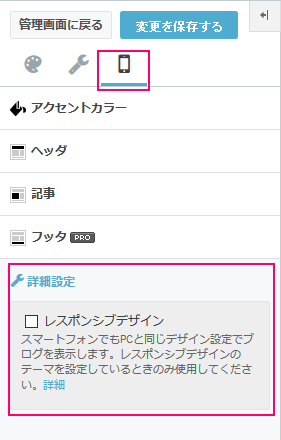 管理画面に戻る
変更を保存する
アクセントカラー
ヘッダ
記事
フッタ PRO
詳細設定
レスポンシブデザイン
スマートフォンでもPCと同じデザイン設定でブ
ログを表示します。レスポンシブデザインの
テーマを設定しているときのみ使用してくださ
い。詳細